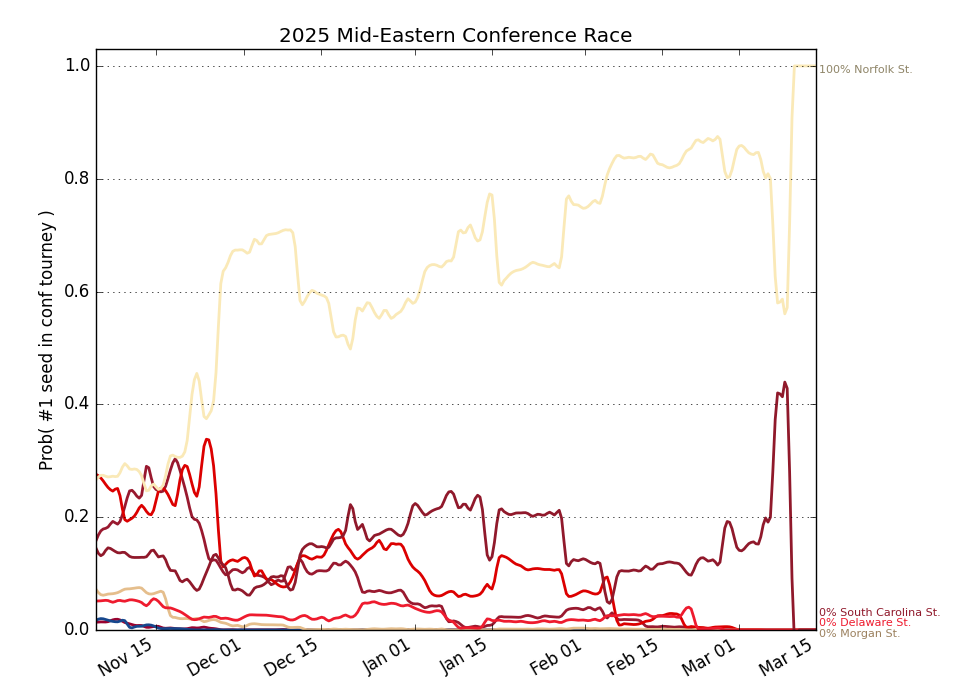 2025 Mid-Eastern Conference Race
Prob( #1 seed in conf tourney )
1.0
0.8
0.6
0.4
0.2
0.0
100% Norfolk St.
0% South Carolina St.
0% Delaware St.
0% Morgan St.
Nov 15
Dec 01
Dec 15
Jan 01
Jan 15
Feb 01
Feb 15
Mar 01
Mar 15